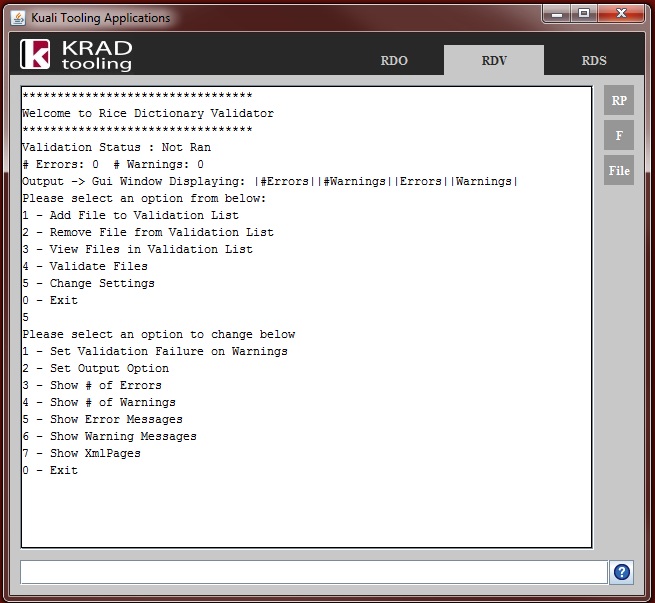 Kuali Tooling Applications
KRAD
tooling
RDO
RDV
RDS
*********************************
Welcome to Rice Dictionary Validator
*********************************
Validation Status : Not Ran
# Errors: 0  # Warnings: 0
Output -> Gui Window Displaying: |#Errors||#Warnings||Errors||Warnings|
Please select an option from below:
1 - Add File to Validation List
2 - Remove File from Validation List
3 - View Files in Validation List
4 - Validate Files
5 - Change Settings
0 - Exit
5
Please select an option to change below
1 - Set Validation Failure on Warnings
2 - Set Output Option
3 - Show # of Errors
4 - Show # of Warnings
5 - Show Error Messages
6 - Show Warning Messages
7 - Show XmlPages
0 - Exit
RP
F
File
?